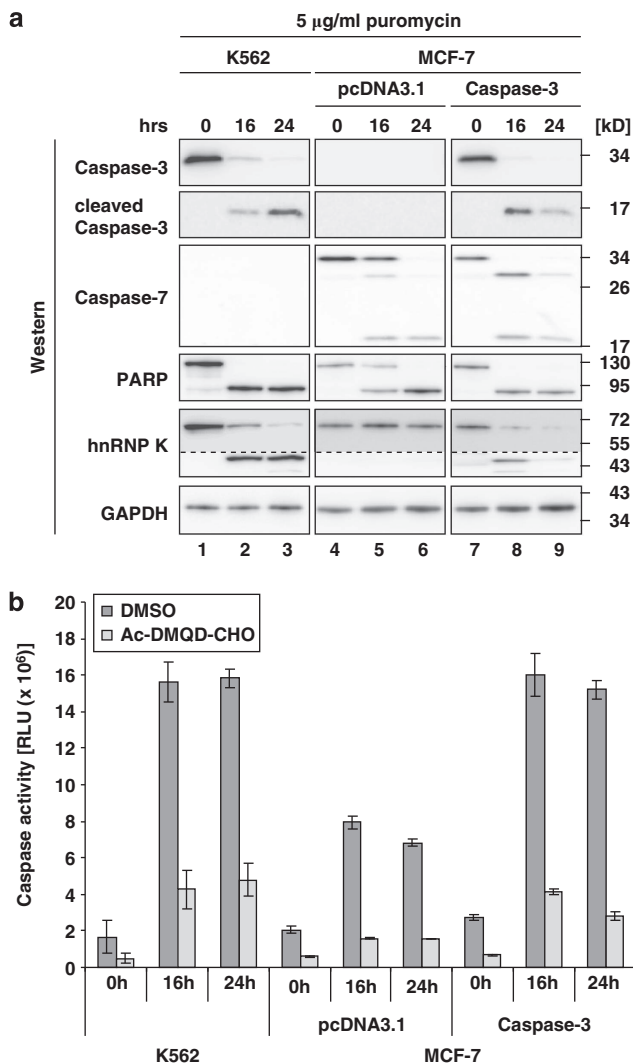 a
5 µg/ml puromycin
K562 MCF-7
pcDNA3.1 Caspase-3
hrs 0 16 24 0 16 24 0 16 24 [kD]
Western
Caspase-3 34
cleaved Caspase-3 17
Caspase-7 34
26
17
PARP 130
95
hnRNP K 72
55
43
GAPDH 43
34
1 2 3 4 5 6 7 8 9
b
DMSO
Ac-DMQD-CHO
Caspase activity [RLU (x 10⁶)]
20
18
16
14
12
10
8
6
4
2
0
0h 16h 24h 0h 16h 24h 0h 16h 24h
pcDNA3.1 Caspase-3
K562 MCF-7